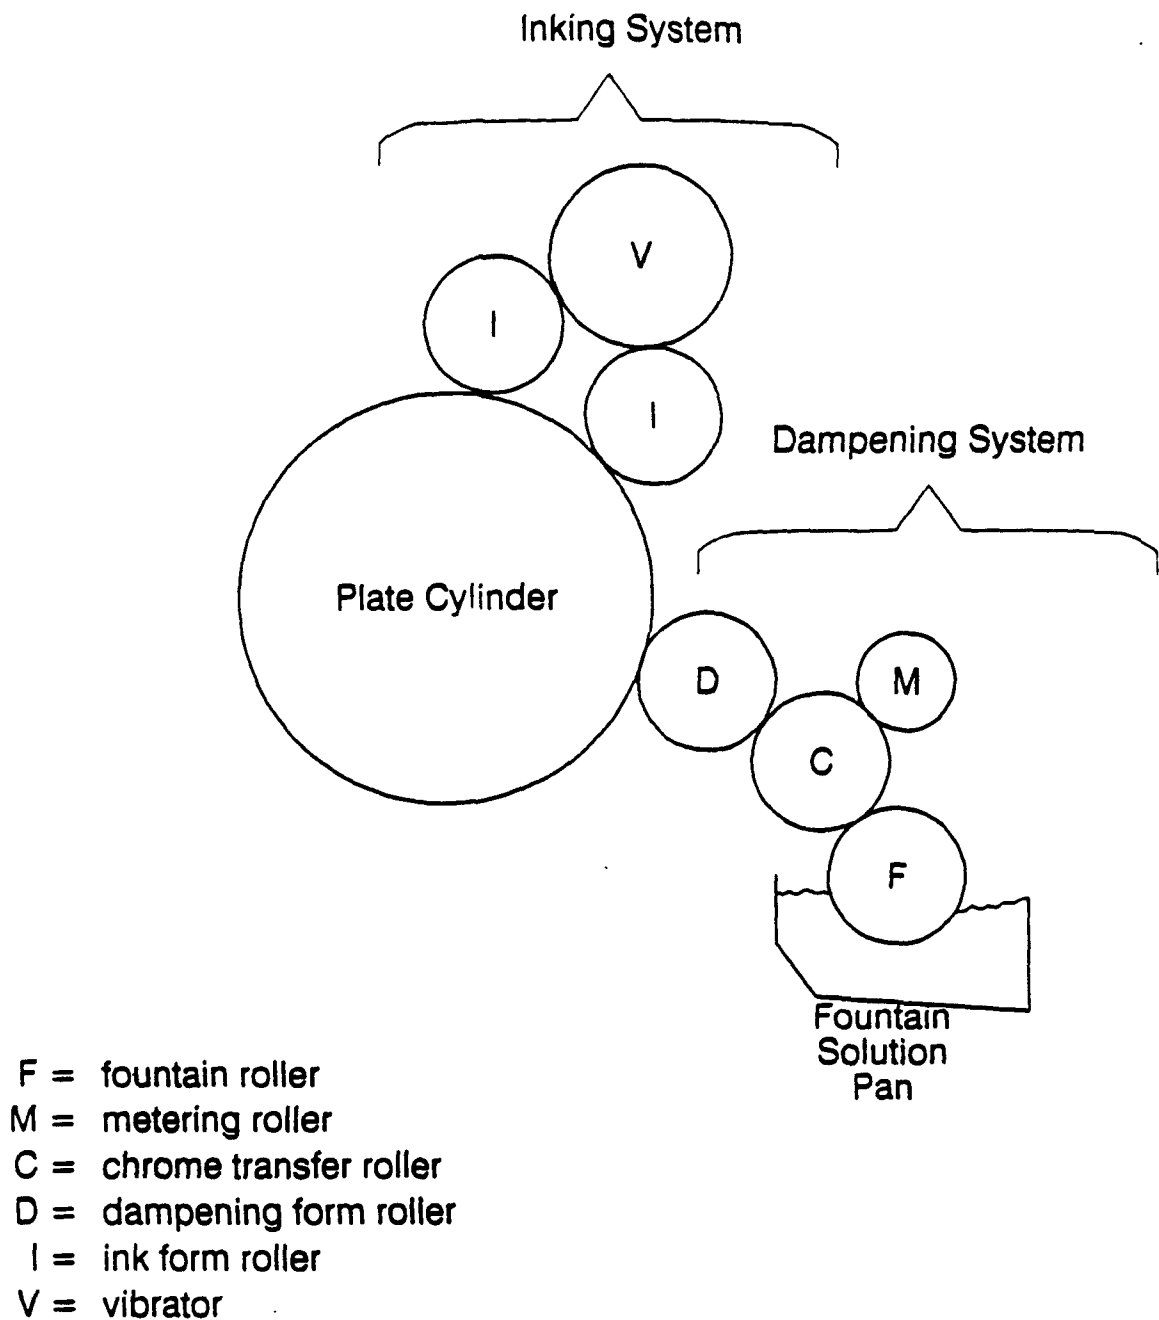 Inking System
V
I
I
Dampening System
Plate Cylinder
D
M
C
F
Fountain
Solution
Pan
F = fountain roller
M = metering roller
C = chrome transfer roller
D = dampening form roller
I = ink form roller
V = vibrator